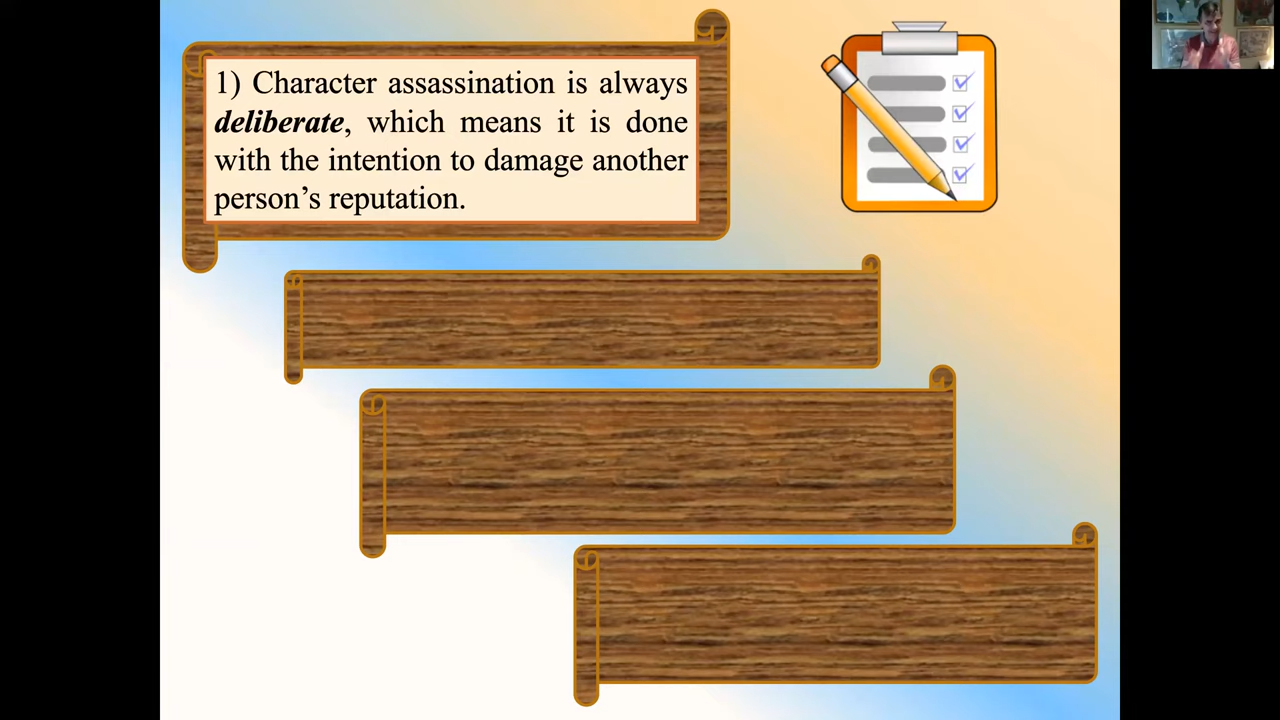 1) Character assassination is always
deliberate, which means it is done
with the intention to damage another
person’s reputation.